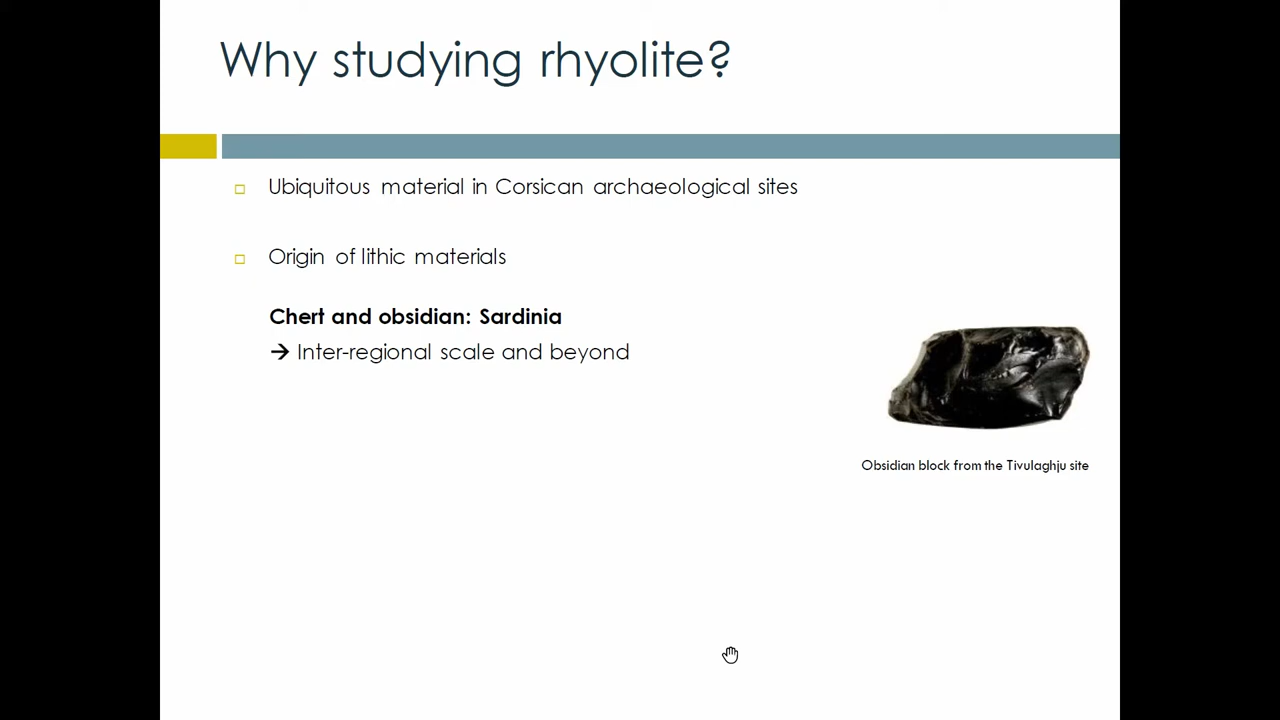 Why studying rhyolite?
Ubiquitous material in Corsican archaeological sites
Origin of lithic materials
Chert and obsidian: Sardinia
→ Inter-regional scale and beyond
Obsidian block from the Tivulaghju site